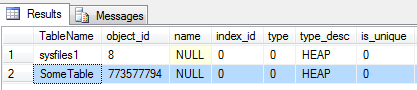 Results Messages
TableName object_id name index_id type type_desc is_unique
1 sysfiles1 8 NULL 0 0 HEAP 0
2 SomeTable 773577794 NULL 0 0 HEAP 0